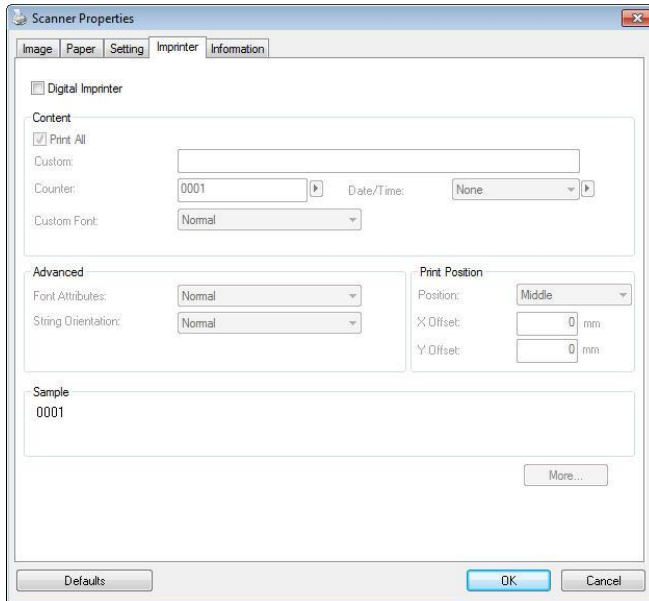 Scanner Properties
Image Paper Setting Imprinter Information
Digital Imprinter
Content
Print All
Custom:
Counter: 0001 Date/Time: None
Custom Font: Normal
Advanced
Font Attributes: Normal
String Orientation: Normal
Print Position
Position: Middle
X Offset: 0 mm
Y Offset: 0 mm
Sample
0001
More...
Defaults OK Cancel